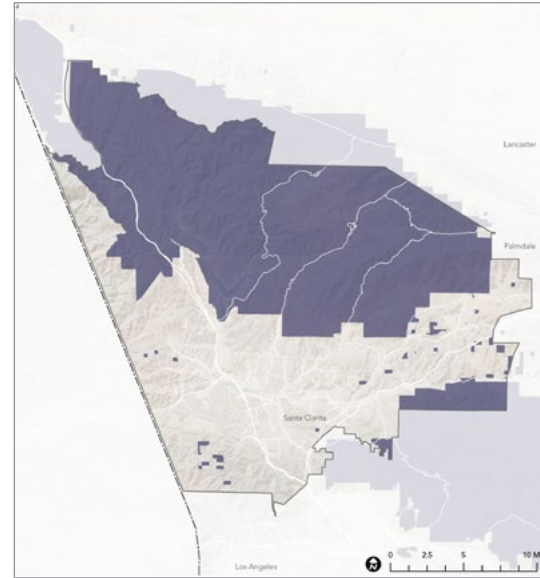 Lancaster
Palmdale
Santa Clarita
Los Angeles
N 0 2.5 5 10 M